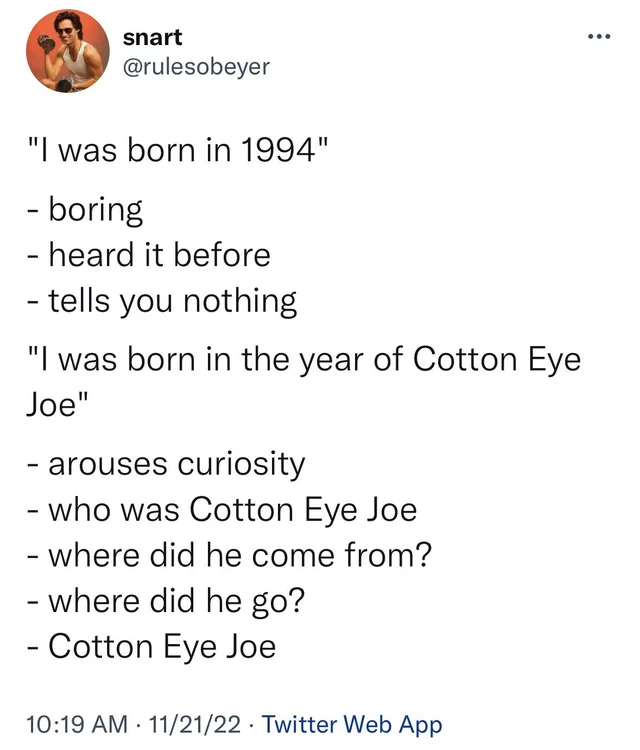 snart
@rulesobeyer
"I was born in 1994"
- boring
- heard it before
- tells you nothing
"I was born in the year of Cotton Eye
Joe"
- arouses curiosity
- who was Cotton Eye Joe
- where did he come from?
- where did he go?
- Cotton Eye Joe
10:19 AM · 11/21/22 · Twitter Web App